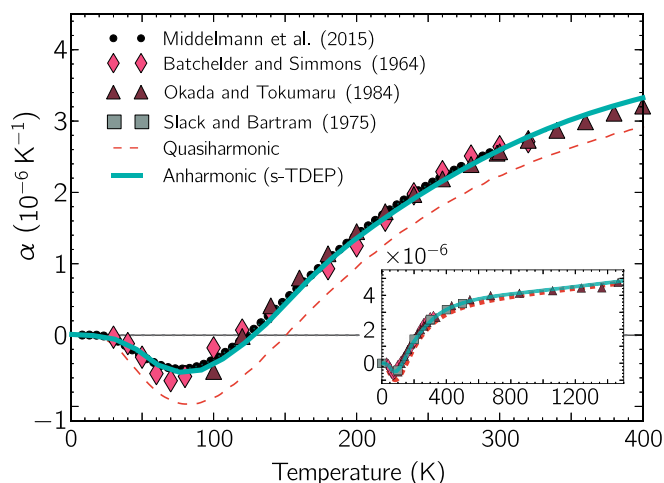 α (10⁻⁶ K⁻¹)
4
3
2
1
0
−1
Middelmann et al. (2015)
Batchelder and Simmons (1964)
Okada and Tokumaru (1984)
Slack and Bartram (1975)
Quasiharmonic
Anharmonic (s-TDEP)
×10⁻⁶
4
2
0
0 400 800 1200
0 100 200 300 400
Temperature (K)